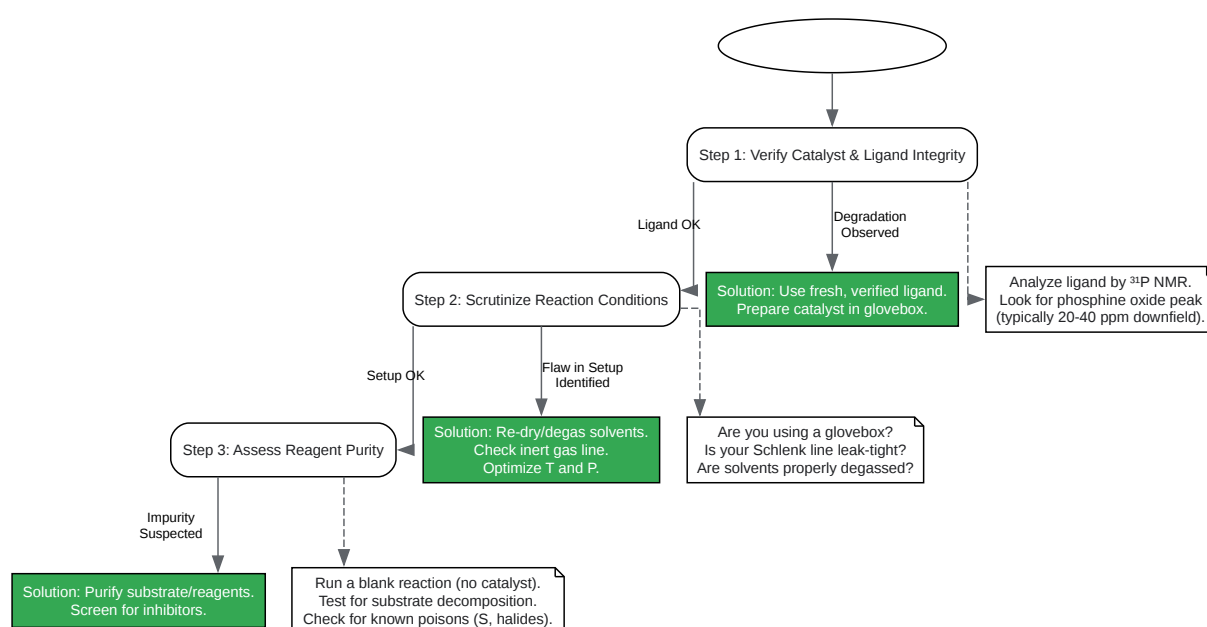 Step 1: Verify Catalyst & Ligand Integrity
Ligand OK
Degradation
Observed
Solution: Use fresh, verified ligand.
Prepare catalyst in glovebox.
Analyze ligand by ³¹P NMR.
Look for phosphine oxide peak
(typically 20-40 ppm downfield).
Step 2: Scrutinize Reaction Conditions
Setup OK
Flaw in Setup
Identified
Solution: Re-dry/degas solvents.
Check inert gas line.
Optimize T and P.
Are you using a glovebox?
Is your Schlenk line leak-tight?
Are solvents properly degassed?
Step 3: Assess Reagent Purity
Impurity
Suspected
Solution: Purify substrate/reagents.
Screen for inhibitors.
Run a blank reaction (no catalyst).
Test for substrate decomposition.
Check for known poisons (S, halides).